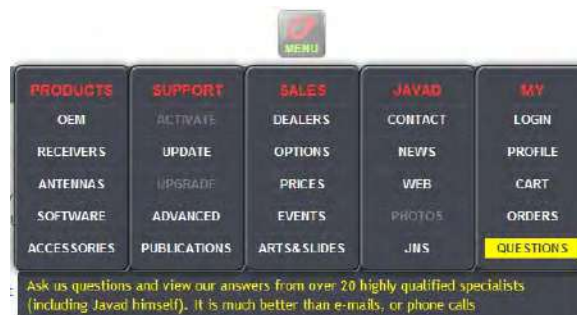 MENU
PRODUCTS SUPPORT SALES JAVAD MY
OEM ACTIVATE DEALERS CONTACT LOGIN
RECEIVERS UPDATE OPTIONS NEWS PROFILE
ANTENNAS UPGRADE PRICES WEB CART
SOFTWARE ADVANCED EVENTS PHOTOS ORDERS
ACCESSORIES PUBLICATIONS ARTS&SLIDES JNS QUESTIONS
Ask us questions and view our answers from over 20 highly qualified specialists
(including Javad himself). It is much better than e-mails, or phone calls